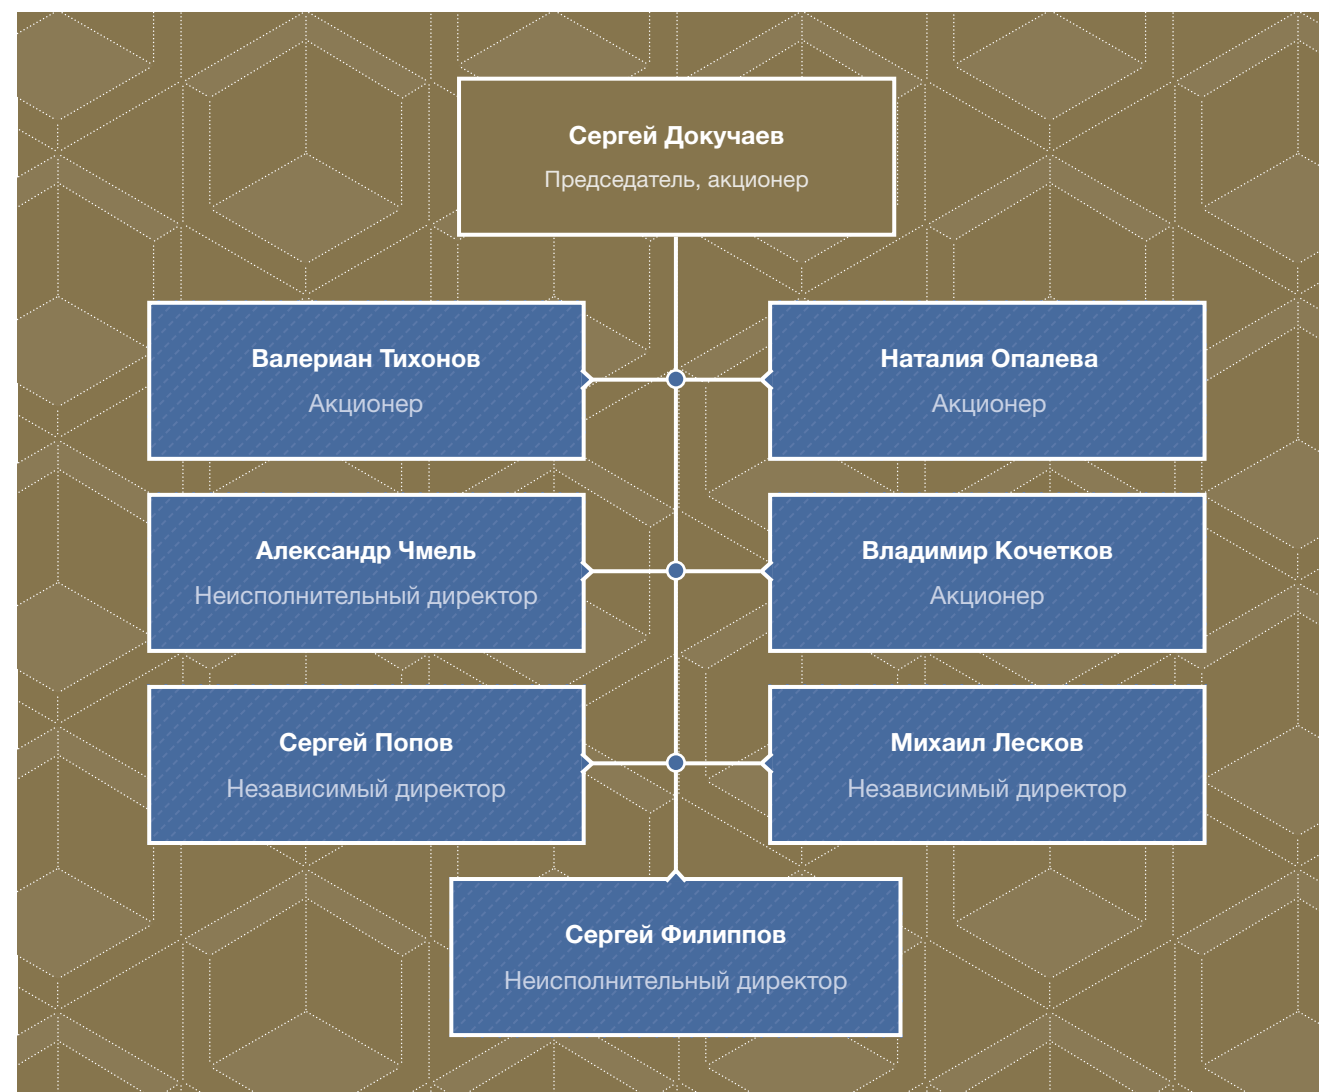 Сергей Докучаев
Председатель, акционер
Валериан Тихонов
Акционер
Наталия Опалева
Акционер
Александр Чмель
Неисполнительный директор
Владимир Кочетков
Акционер
Сергей Попов
Независимый директор
Михаил Лесков
Независимый директор
Сергей Филиппов
Неисполнительный директор